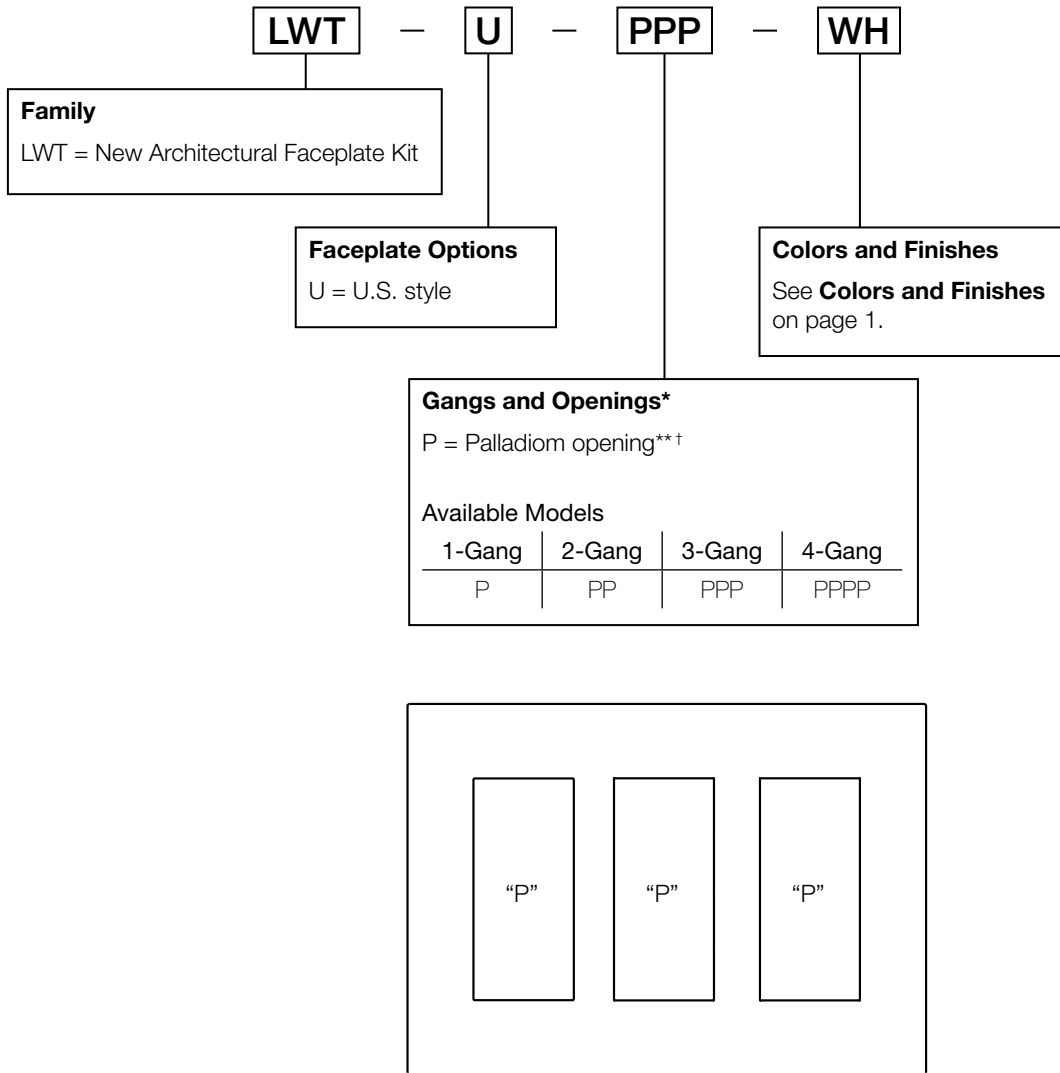 LWT – U – PPP – WH
Family
LWT = New Architectural Faceplate Kit
Faceplate Options
U = U.S. style
Colors and Finishes
See Colors and Finishes
on page 1.
Gangs and Openings*
P = Palladiom opening** †
Available Models
1-Gang 2-Gang 3-Gang 4-Gang
P PP PPP PPPP
“P” “P” “P”